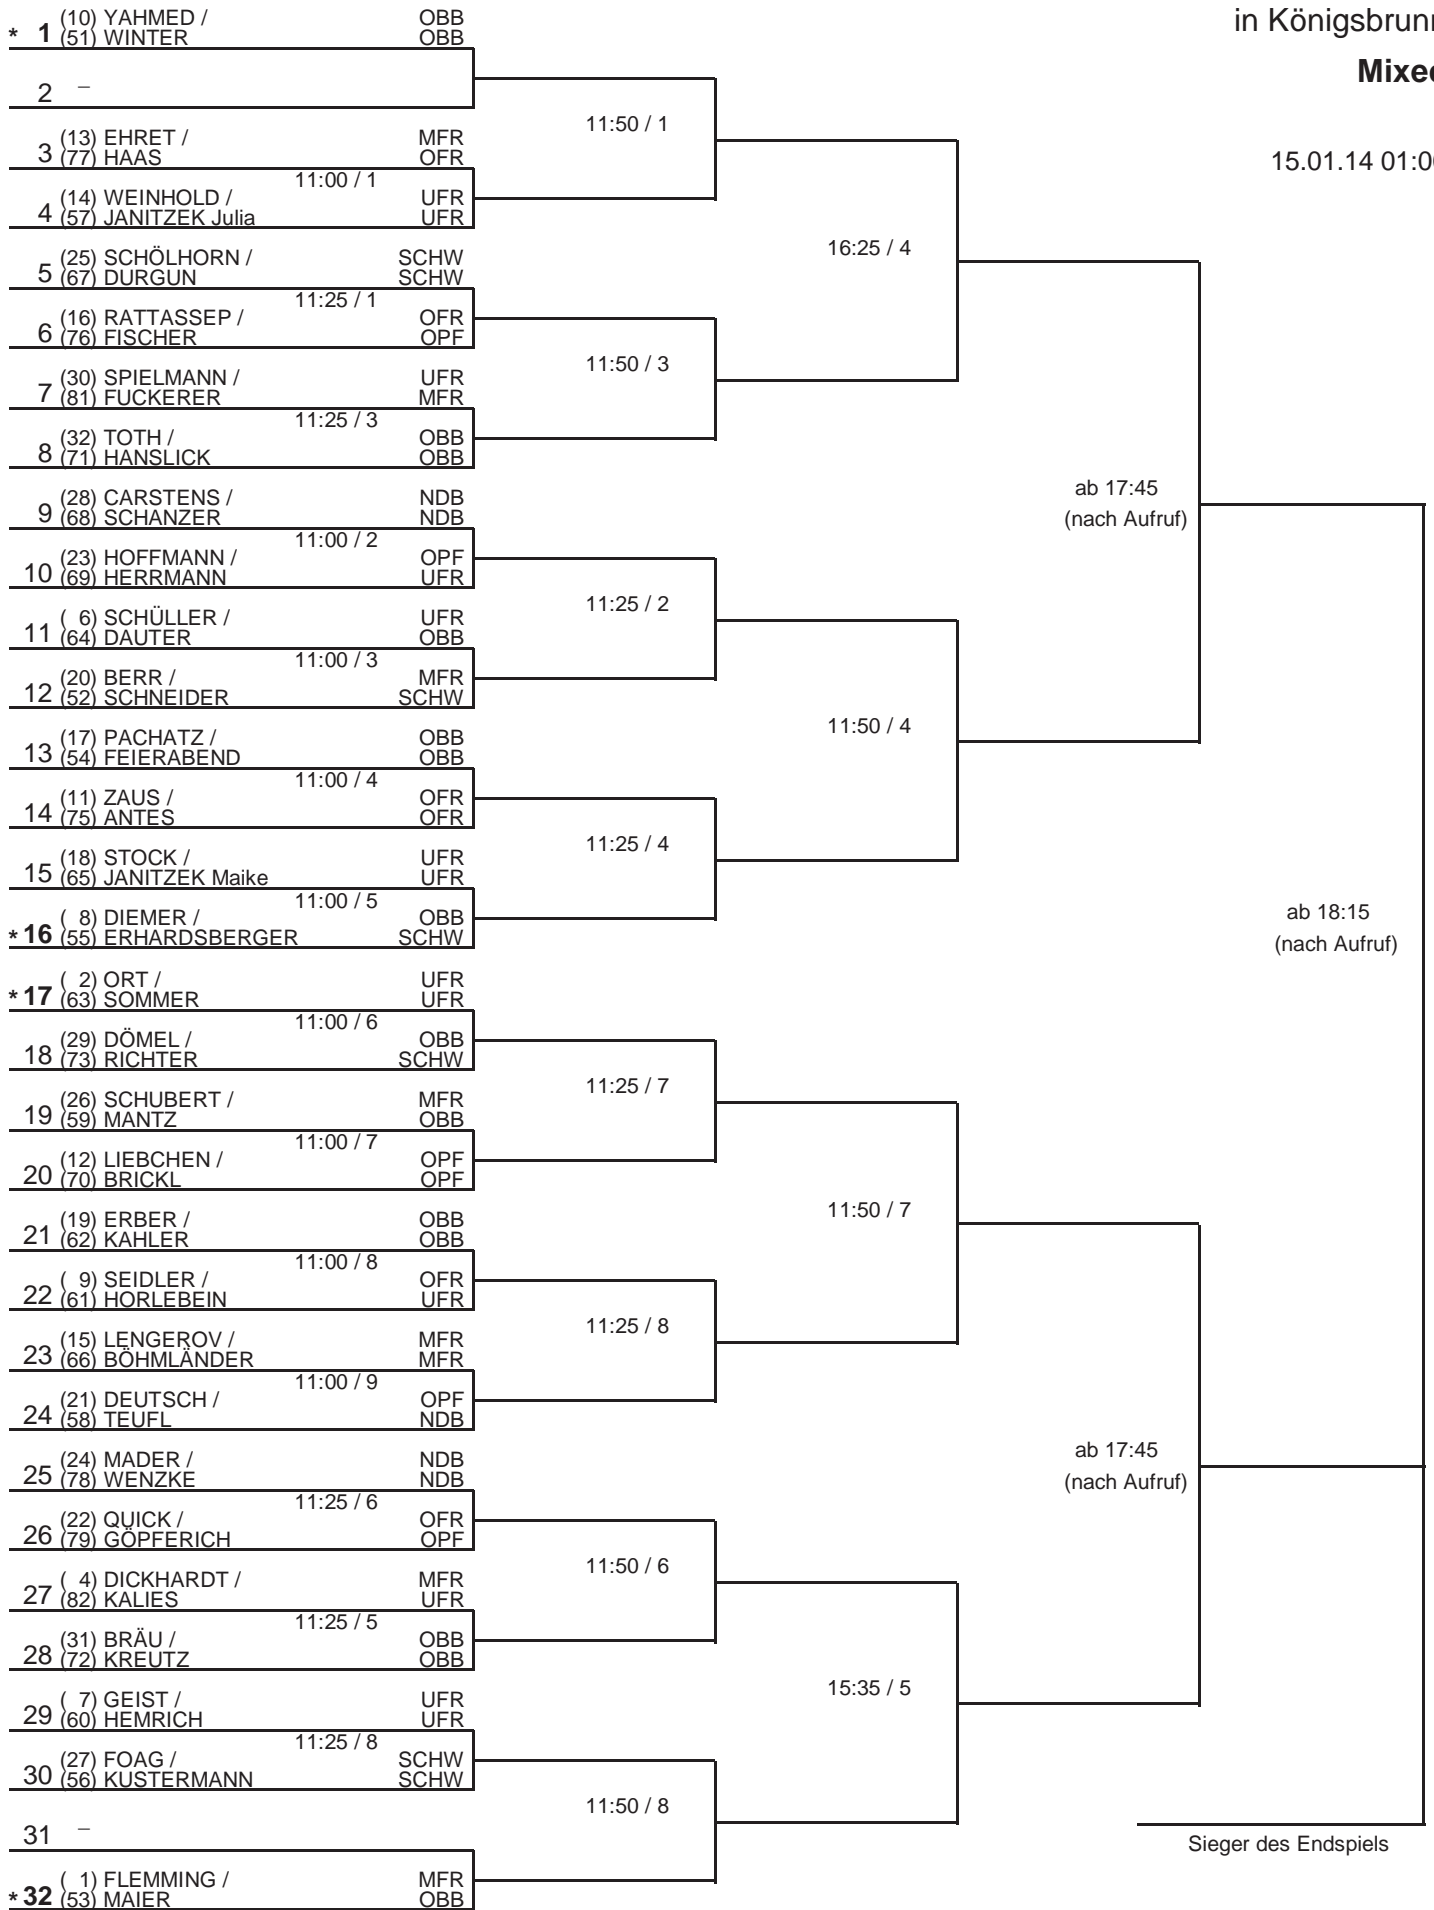 in Königsbrunn
Mixed
15.01.14 01:00
(10) YAHMED / OBB
* 1 (51) WINTER OBB
2 –
11:50 / 1
(13) EHRET / MFR
3 (77) HAAS OFR
11:00 / 1
(14) WEINHOLD / UFR
4 (57) JANITZEK Julia UFR
16:25 / 4
(25) SCHÖLHORN / SCHW
5 (67) DURGUN SCHW
11:25 / 1
(16) RATTASSEP / OFR
6 (76) FISCHER OPF
11:50 / 3
(30) SPIELMANN / UFR
7 (81) FUCKERER MFR
11:25 / 3
(32) TOTH / OBB
8 (71) HANSLICK OBB
ab 17:45
(nach Aufruf)
(28) CARSTENS / NDB
9 (68) SCHANZER NDB
11:00 / 2
(23) HOFFMANN / OPF
10 (69) HERRMANN UFR
11:25 / 2
( 6) SCHÜLLER / UFR
11 (64) DAUTER OBB
11:00 / 3
(20) BERR / MFR
12 (52) SCHNEIDER SCHW
11:50 / 4
(17) PACHATZ / OBB
13 (54) FEIERABEND OBB
11:00 / 4
(11) ZAUS / OFR
14 (75) ANTES OFR
11:25 / 4
(18) STOCK / UFR
15 (65) JANITZEK Maike UFR
11:00 / 5
( 8) DIEMER / OBB
* 16 (55) ERHARDSBERGER SCHW
ab 18:15
(nach Aufruf)
( 2) ORT / UFR
* 17 (63) SOMMER UFR
11:00 / 6
(29) DÖMEL / OBB
18 (73) RICHTER SCHW
11:25 / 7
(26) SCHUBERT / MFR
19 (59) MANTZ OBB
11:00 / 7
(12) LIEBCHEN / OPF
20 (70) BRICKL OPF
11:50 / 7
(19) ERBER / OBB
21 (62) KAHLER OBB
11:00 / 8
( 9) SEIDLER / OFR
22 (61) HORLEBEIN UFR
11:25 / 8
(15) LENGEROV / MFR
23 (66) BÖHMLÄNDER MFR
11:00 / 9
(21) DEUTSCH / OPF
24 (58) TEUFL NDB
ab 17:45
(nach Aufruf)
(24) MADER / NDB
25 (78) WENZKE NDB
11:25 / 6
(22) QUICK / OFR
26 (79) GÖPFERICH OPF
11:50 / 6
( 4) DICKHARDT / MFR
27 (82) KALIES UFR
11:25 / 5
(31) BRÄU / OBB
28 (72) KREUTZ OBB
15:35 / 5
( 7) GEIST / UFR
29 (60) HEMRICH UFR
11:25 / 8
(27) FOAG / SCHW
30 (56) KUSTERMANN SCHW
11:50 / 8
31 –
Sieger des Endspiels
( 1) FLEMMING / MFR
* 32 (53) MAIER OBB